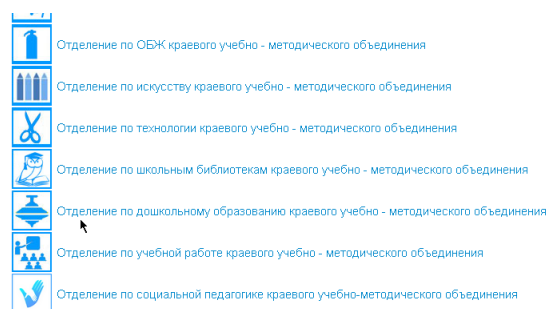 Отделение по ОБЖ краевого учебно - методического объединения
Отделение по искусству краевого учебно - методического объединения
Отделение по технологии краевого учебно - методического объединения
Отделение по школьным библиотекам краевого учебно - методического объединения
Отделение по дошкольному образованию краевого учебно - методического объединения
Отделение по учебной работе краевого учебно - методического объединения
Отделение по социальной педагогике краевого учебно-методического объединения